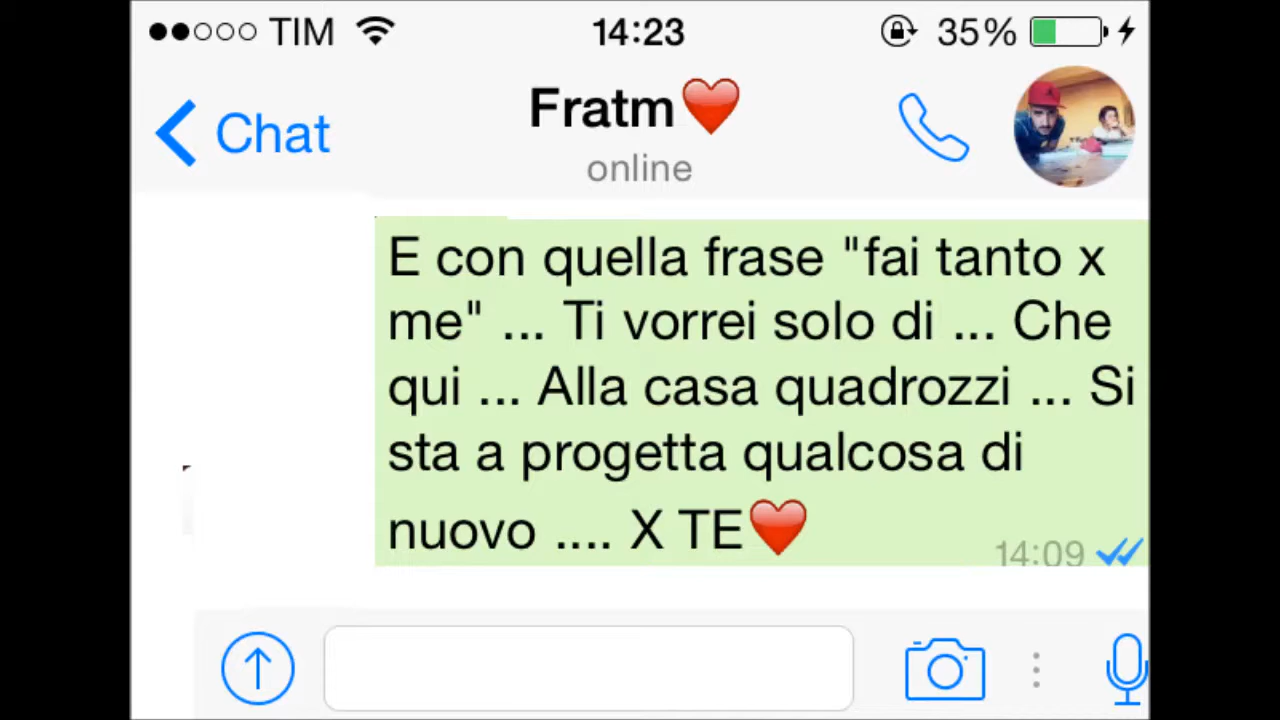 TIM 14:23 35%
Chat Fratm❤️
online
E con quella frase "fai tanto x
me" ... Ti vorrei solo di ... Che
qui ... Alla casa quadrozzi ... Si
sta a progetta qualcosa di
nuovo .... X TE❤️
14:09